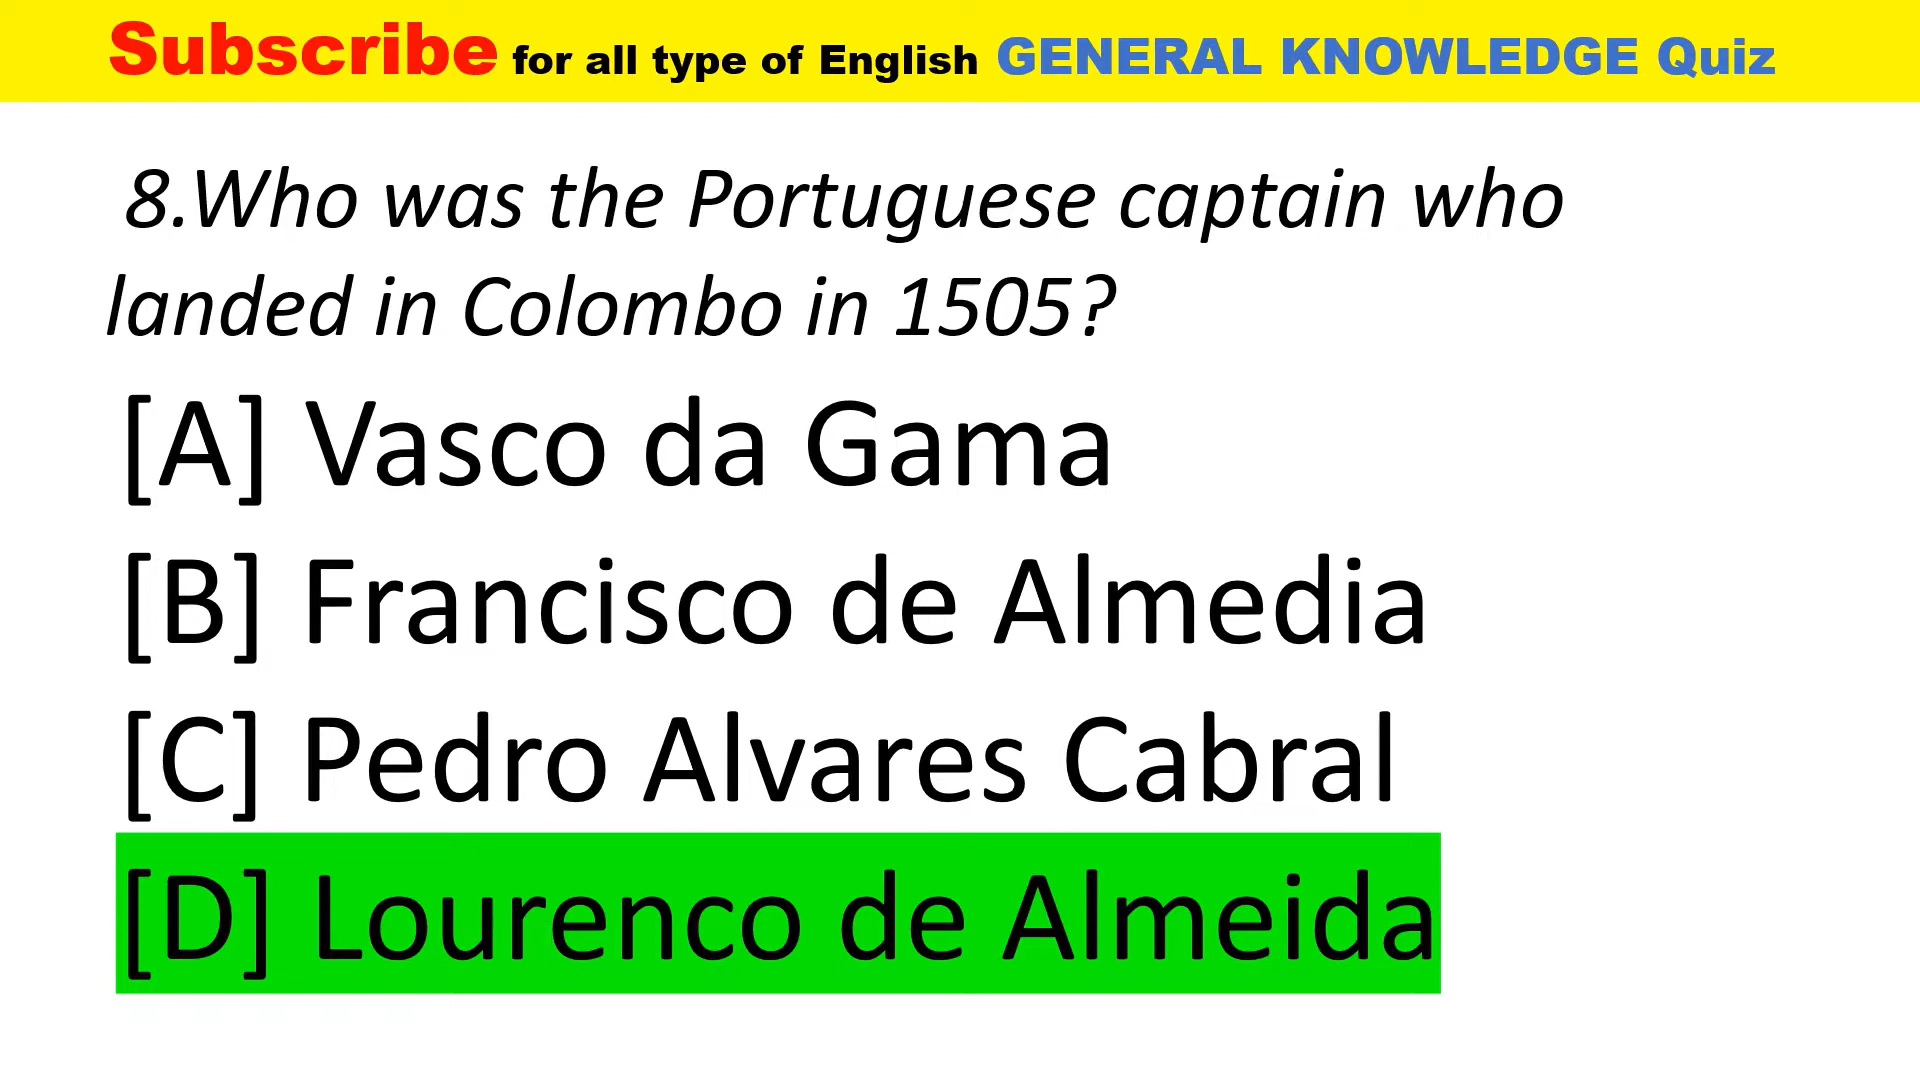 Subscribe for all type of English GENERAL KNOWLEDGE Quiz
8.Who was the Portuguese captain who
landed in Colombo in 1505?
[A] Vasco da Gama
[B] Francisco de Almedia
[C] Pedro Alvares Cabral
[D] Lourenco de Almeida